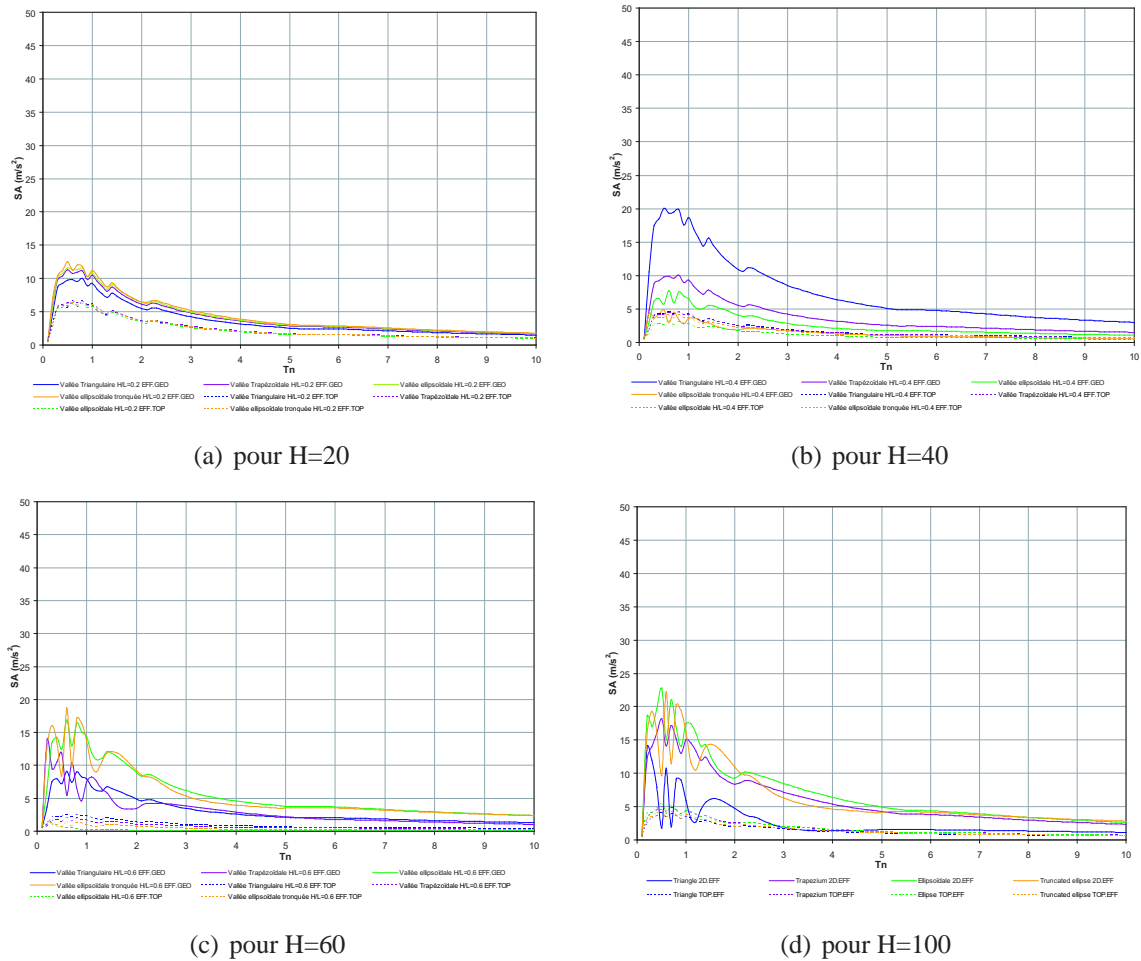 50
45
40
35
30
25
20
15
10
5
0
SA (m/s²)
0 1 2 3 4 5 6 7 8 9 10
Tn
Vallée Triangulaire H/L=0.2 EFF.GEO Vallée Trapézoïdale H/L=0.2 EFF.GEO Vallée ellipsoïdale H/L=0.2 EFF.GEO
Vallée ellipsoïdale tronquée H/L=0.2 EFF.GEO Vallée Triangulaire H/L=0.2 EFF.TOP Vallée Trapézoïdale H/L=0.2 EFF.TOP
Vallée ellipsoïdale H/L=0.2 EFF.TOP Vallée ellipsoïdale tronquée H/L=0.2 EFF.TOP
(a) pour H=20
50
45
40
35
30
25
20
15
10
5
0
SA (m/s²)
0 1 2 3 4 5 6 7 8 9 10
Tn
Vallée Triangulaire H/L=0.4 EFF.GEO Vallée Trapézoïdale H/L=0.4 EFF.GEO Vallée ellipsoïdale H/L=0.4 EFF.GEO
Vallée ellipsoïdale tronquée H/L=0.4 EFF.GEO Vallée Triangulaire H/L=0.4 EFF.TOP Vallée Trapézoïdale H/L=0.4 EFF.TOP
Vallée ellipsoïdale H/L=0.4 EFF.TOP Vallée ellipsoïdale tronquée H/L=0.4 EFF.TOP
(b) pour H=40
50
45
40
35
30
25
20
15
10
5
0
SA (m/s²)
0 1 2 3 4 5 6 7 8 9 10
Tn
Vallée Triangulaire H/L=0.6 EFF.GEO Vallée Trapézoïdale H/L=0.6 EFF.GEO Vallée ellipsoïdale H/L=0.6 EFF.GEO
Vallée ellipsoïdale tronquée H/L=0.6 EFF.GEO Vallée Triangulaire H/L=0.6 EFF.TOP Vallée Trapézoïdale H/L=0.6 EFF.TOP
Vallée ellipsoïdale H/L=0.6 EFF.TOP Vallée ellipsoïdale tronquée H/L=0.6 EFF.TOP
(c) pour H=60
50
45
40
35
30
25
20
15
10
5
0
SA (m/s²)
0 1 2 3 4 5 6 7 8 9 10
Tn
Triangle 2D.EFF Trapezium 2D.EFF Ellipsoïdale 2D.EFF Truncated ellipse 2D.EFF
Triangle TOP.EFF Trapezium TOP.EFF Ellipse TOP.EFF Truncated ellipse TOP.EFF
(d) pour H=100